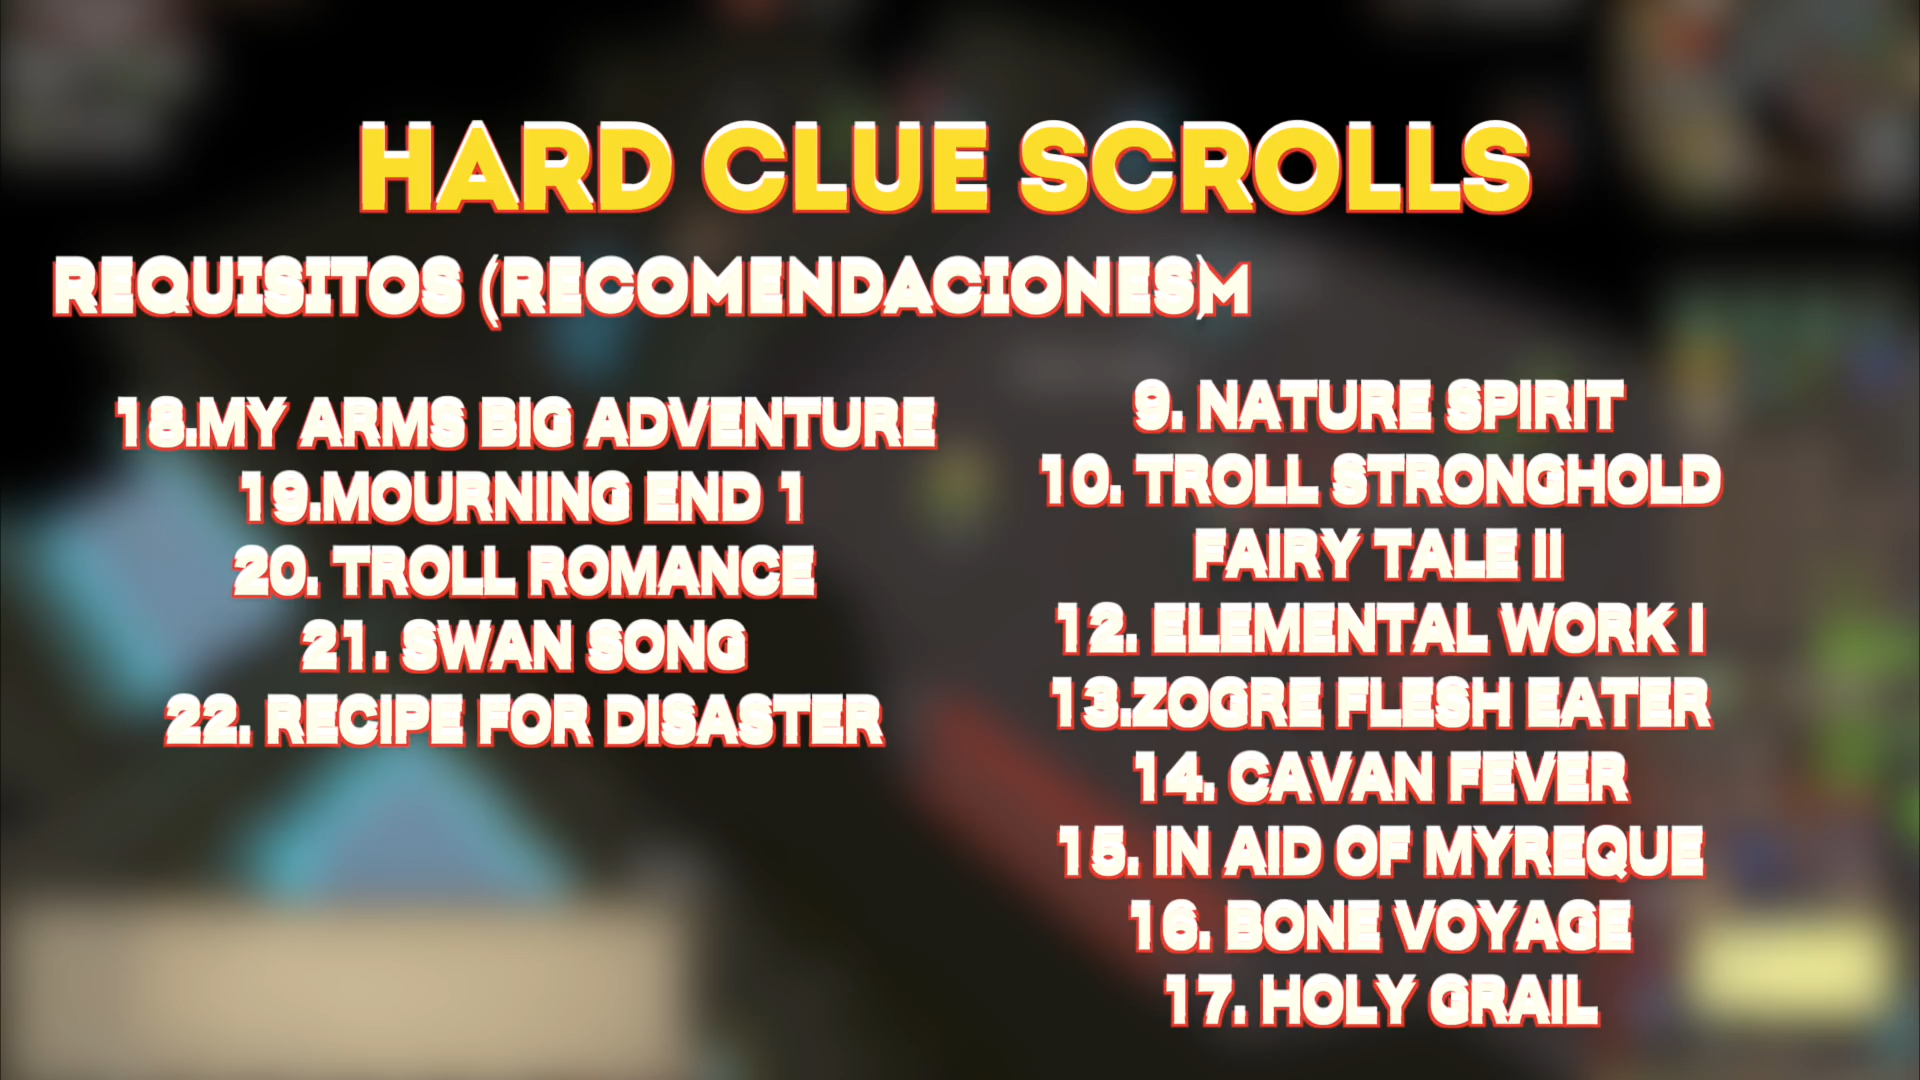 HARD CLUE SCROLLS
REQUISITOS (RECOMENDACIONES)M
18.MY ARMS BIG ADVENTURE
19.MOURNING END 1
20. TROLL ROMANCE
21. SWAN SONG
22. RECIPE FOR DISASTER
9. NATURE SPIRIT
10. TROLL STRONGHOLD
FAIRY TALE II
12. ELEMENTAL WORK I
13.ZOGRE FLESH EATER
14. CAVAN FEVER
15. IN AID OF MYREQUE
16. BONE VOYAGE
17. HOLY GRAIL